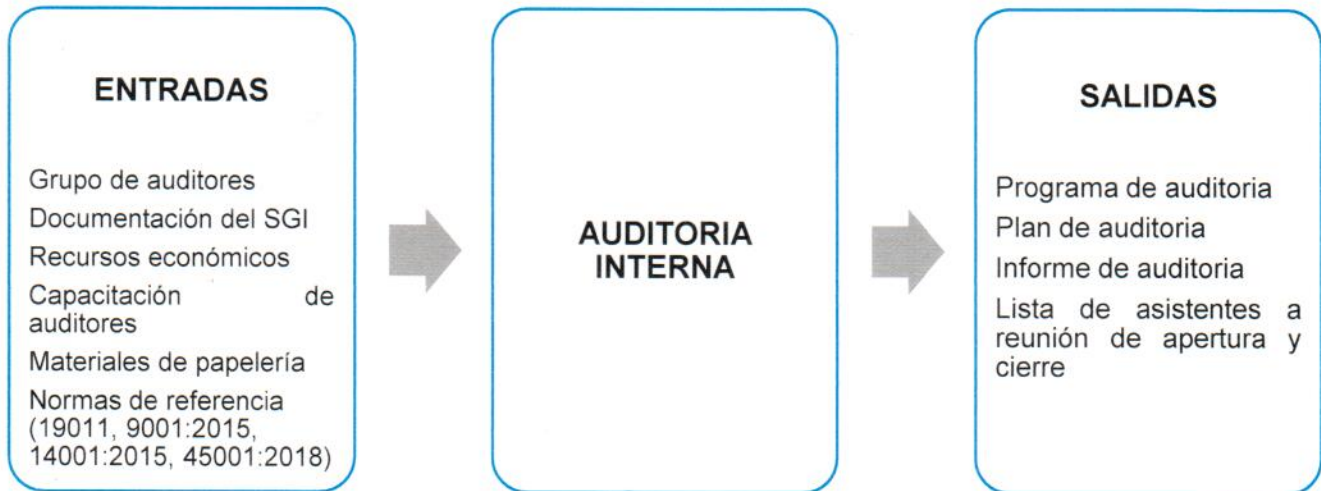 ENTRADAS
Grupo de auditores
Documentación del SGI
Recursos económicos
Capacitación de
auditores
Materiales de papelería
Normas de referencia
(19011, 9001:2015,
14001:2015, 45001:2018)
AUDITORIA
INTERNA
SALIDAS
Programa de auditoria
Plan de auditoria
Informe de auditoria
Lista de asistentes a
reunión de apertura y
cierre